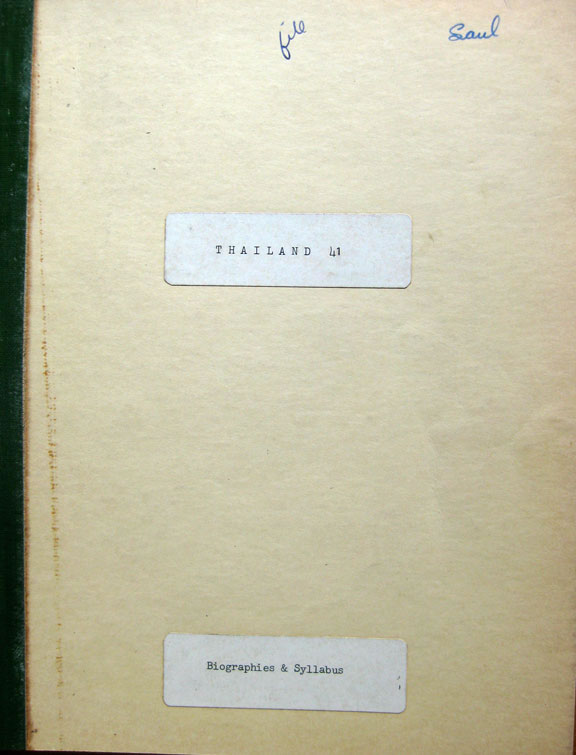 file Saul
THAILAND 41
Biographies & Syllabus